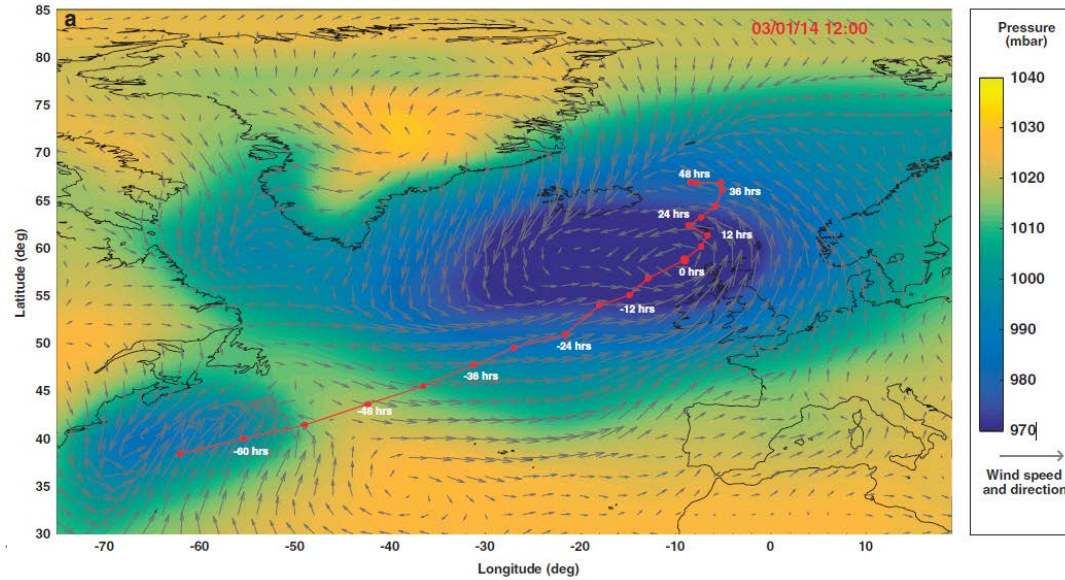 a
03/01/14 12:00
85
80
75
70
65
60
55
50
45
40
35
30
Latitude (deg)
48 hrs
36 hrs
24 hrs
12 hrs
0 hrs
-12 hrs
-24 hrs
-36 hrs
-48 hrs
-60 hrs
-70 -60 -50 -40 -30 -20 -10 0 10
Longitude (deg)
Pressure
(mbar)
1040
1030
1020
1010
1000
990
980
970
Wind speed
and direction